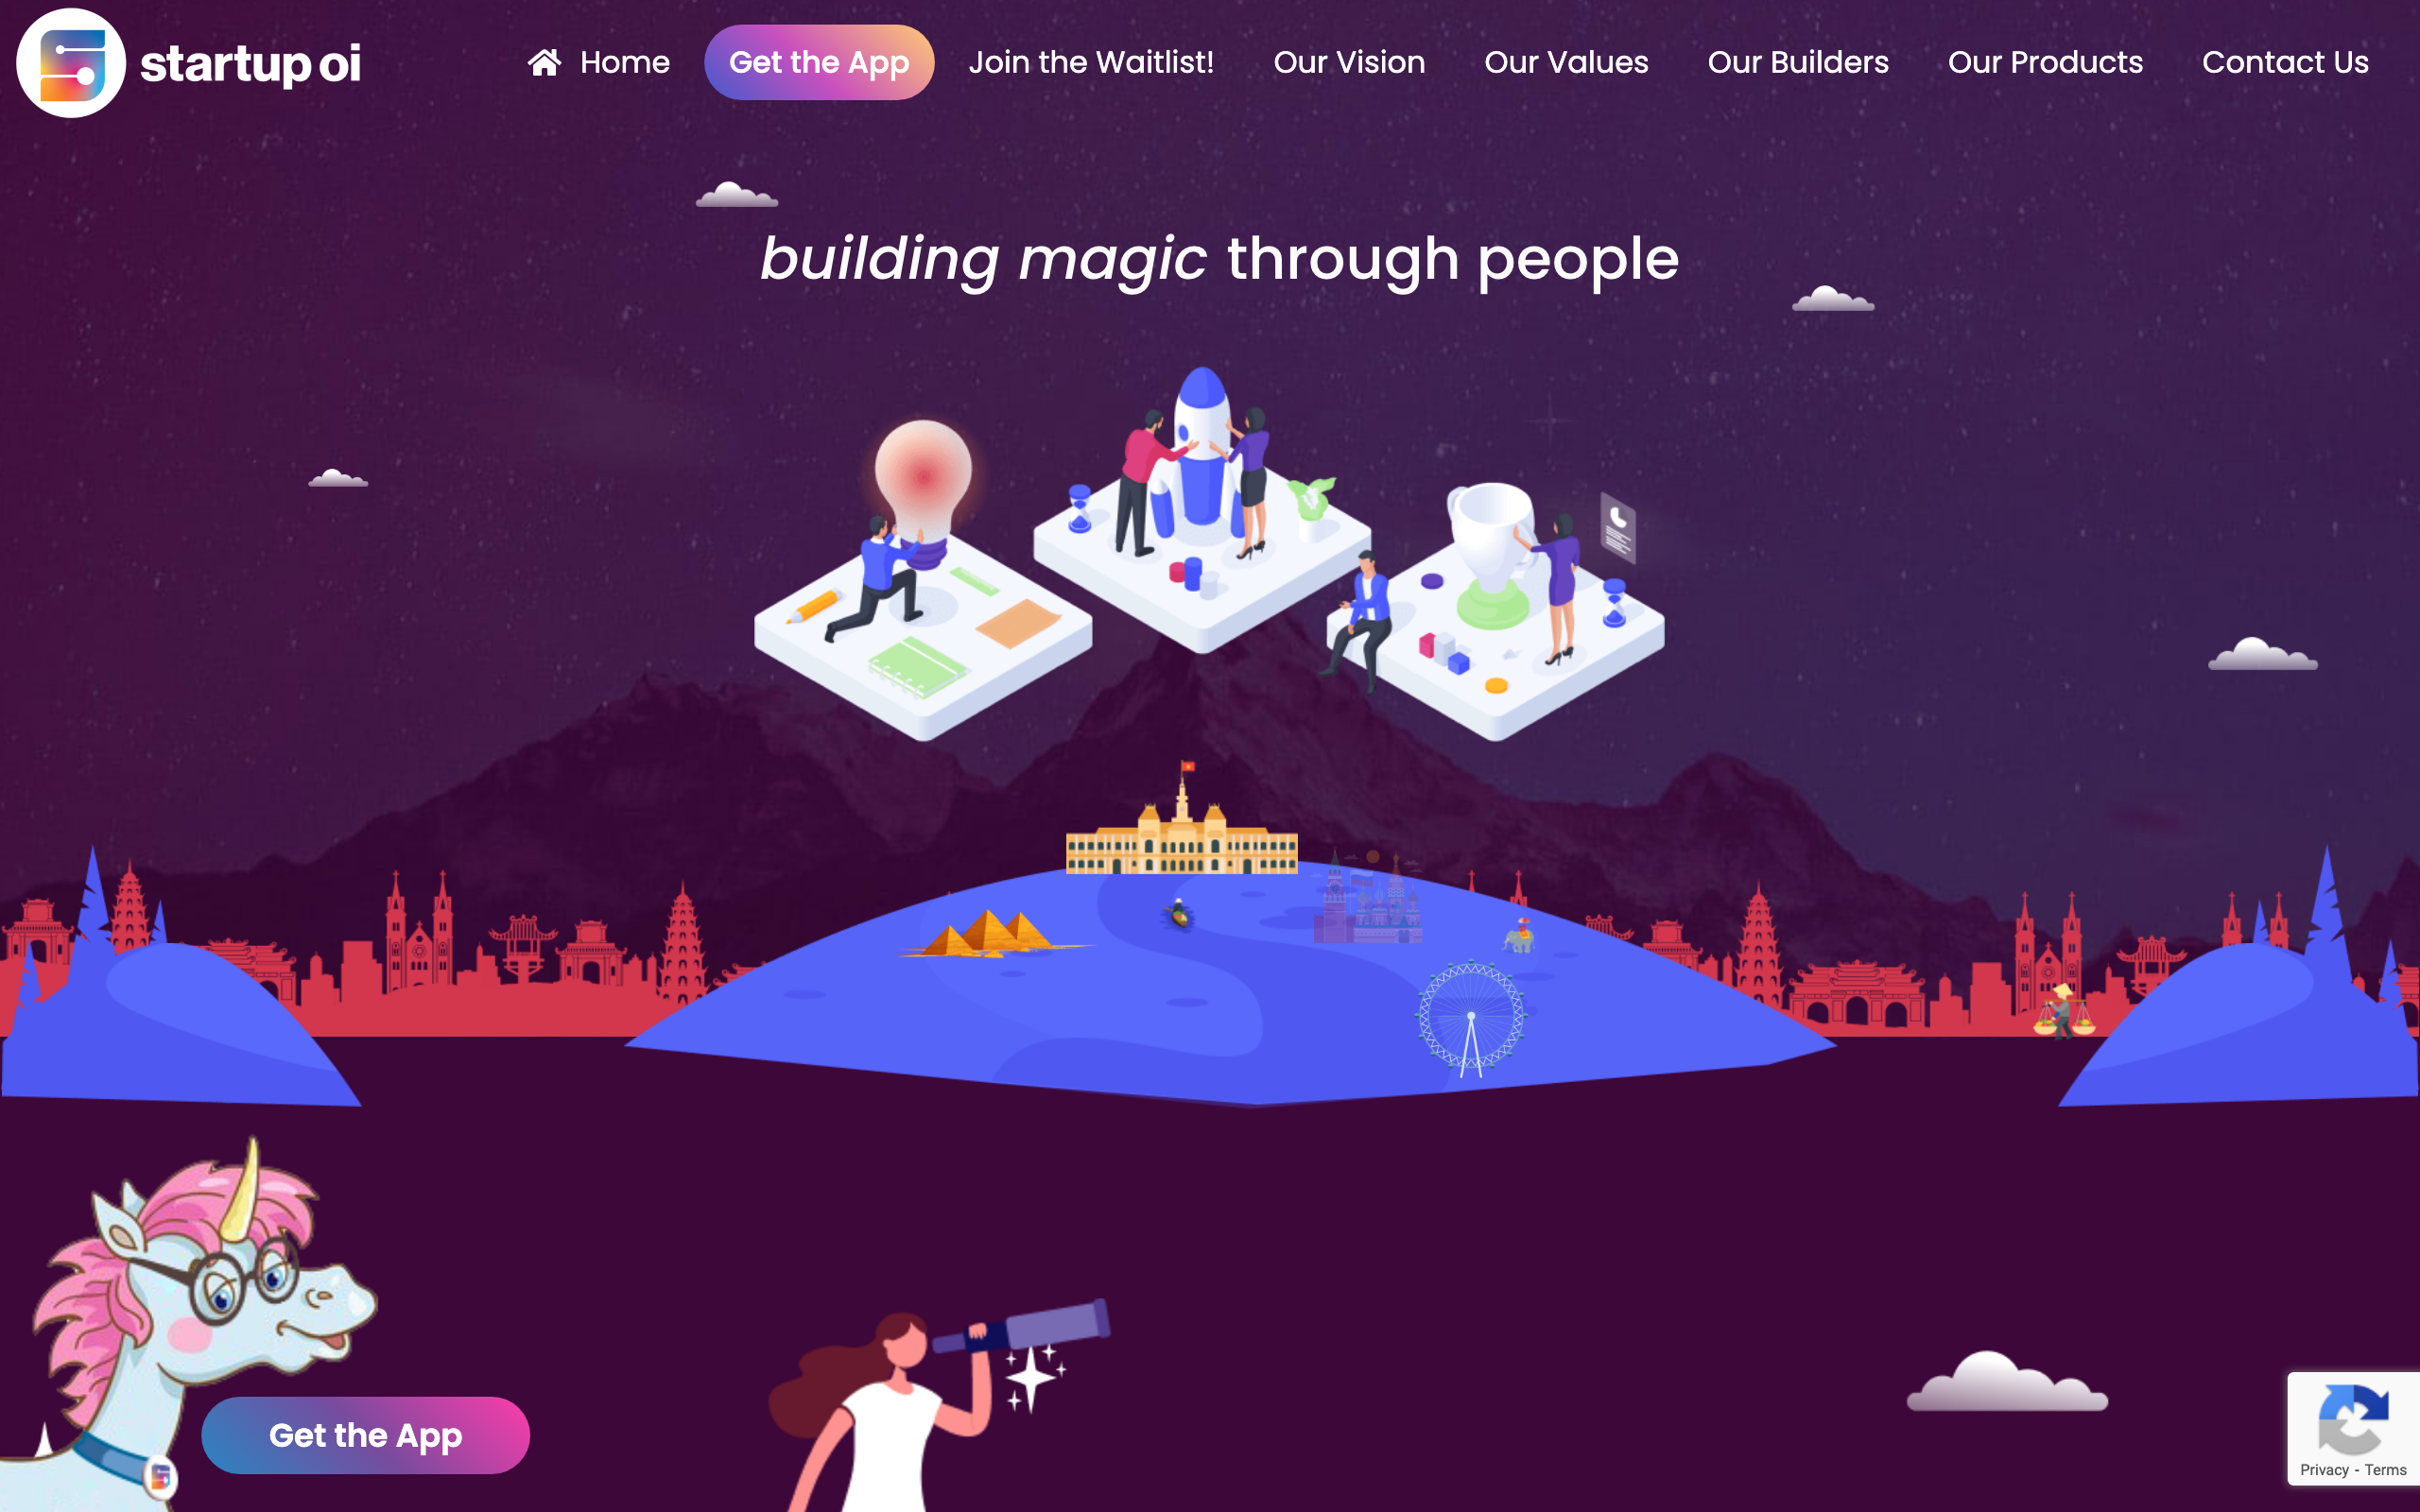 startup oi
Home
Get the App
Join the Waitlist!
Our Vision
Our Values
Our Builders
Our Products
Contact Us
building magic through people
Get the App
Privacy - Terms